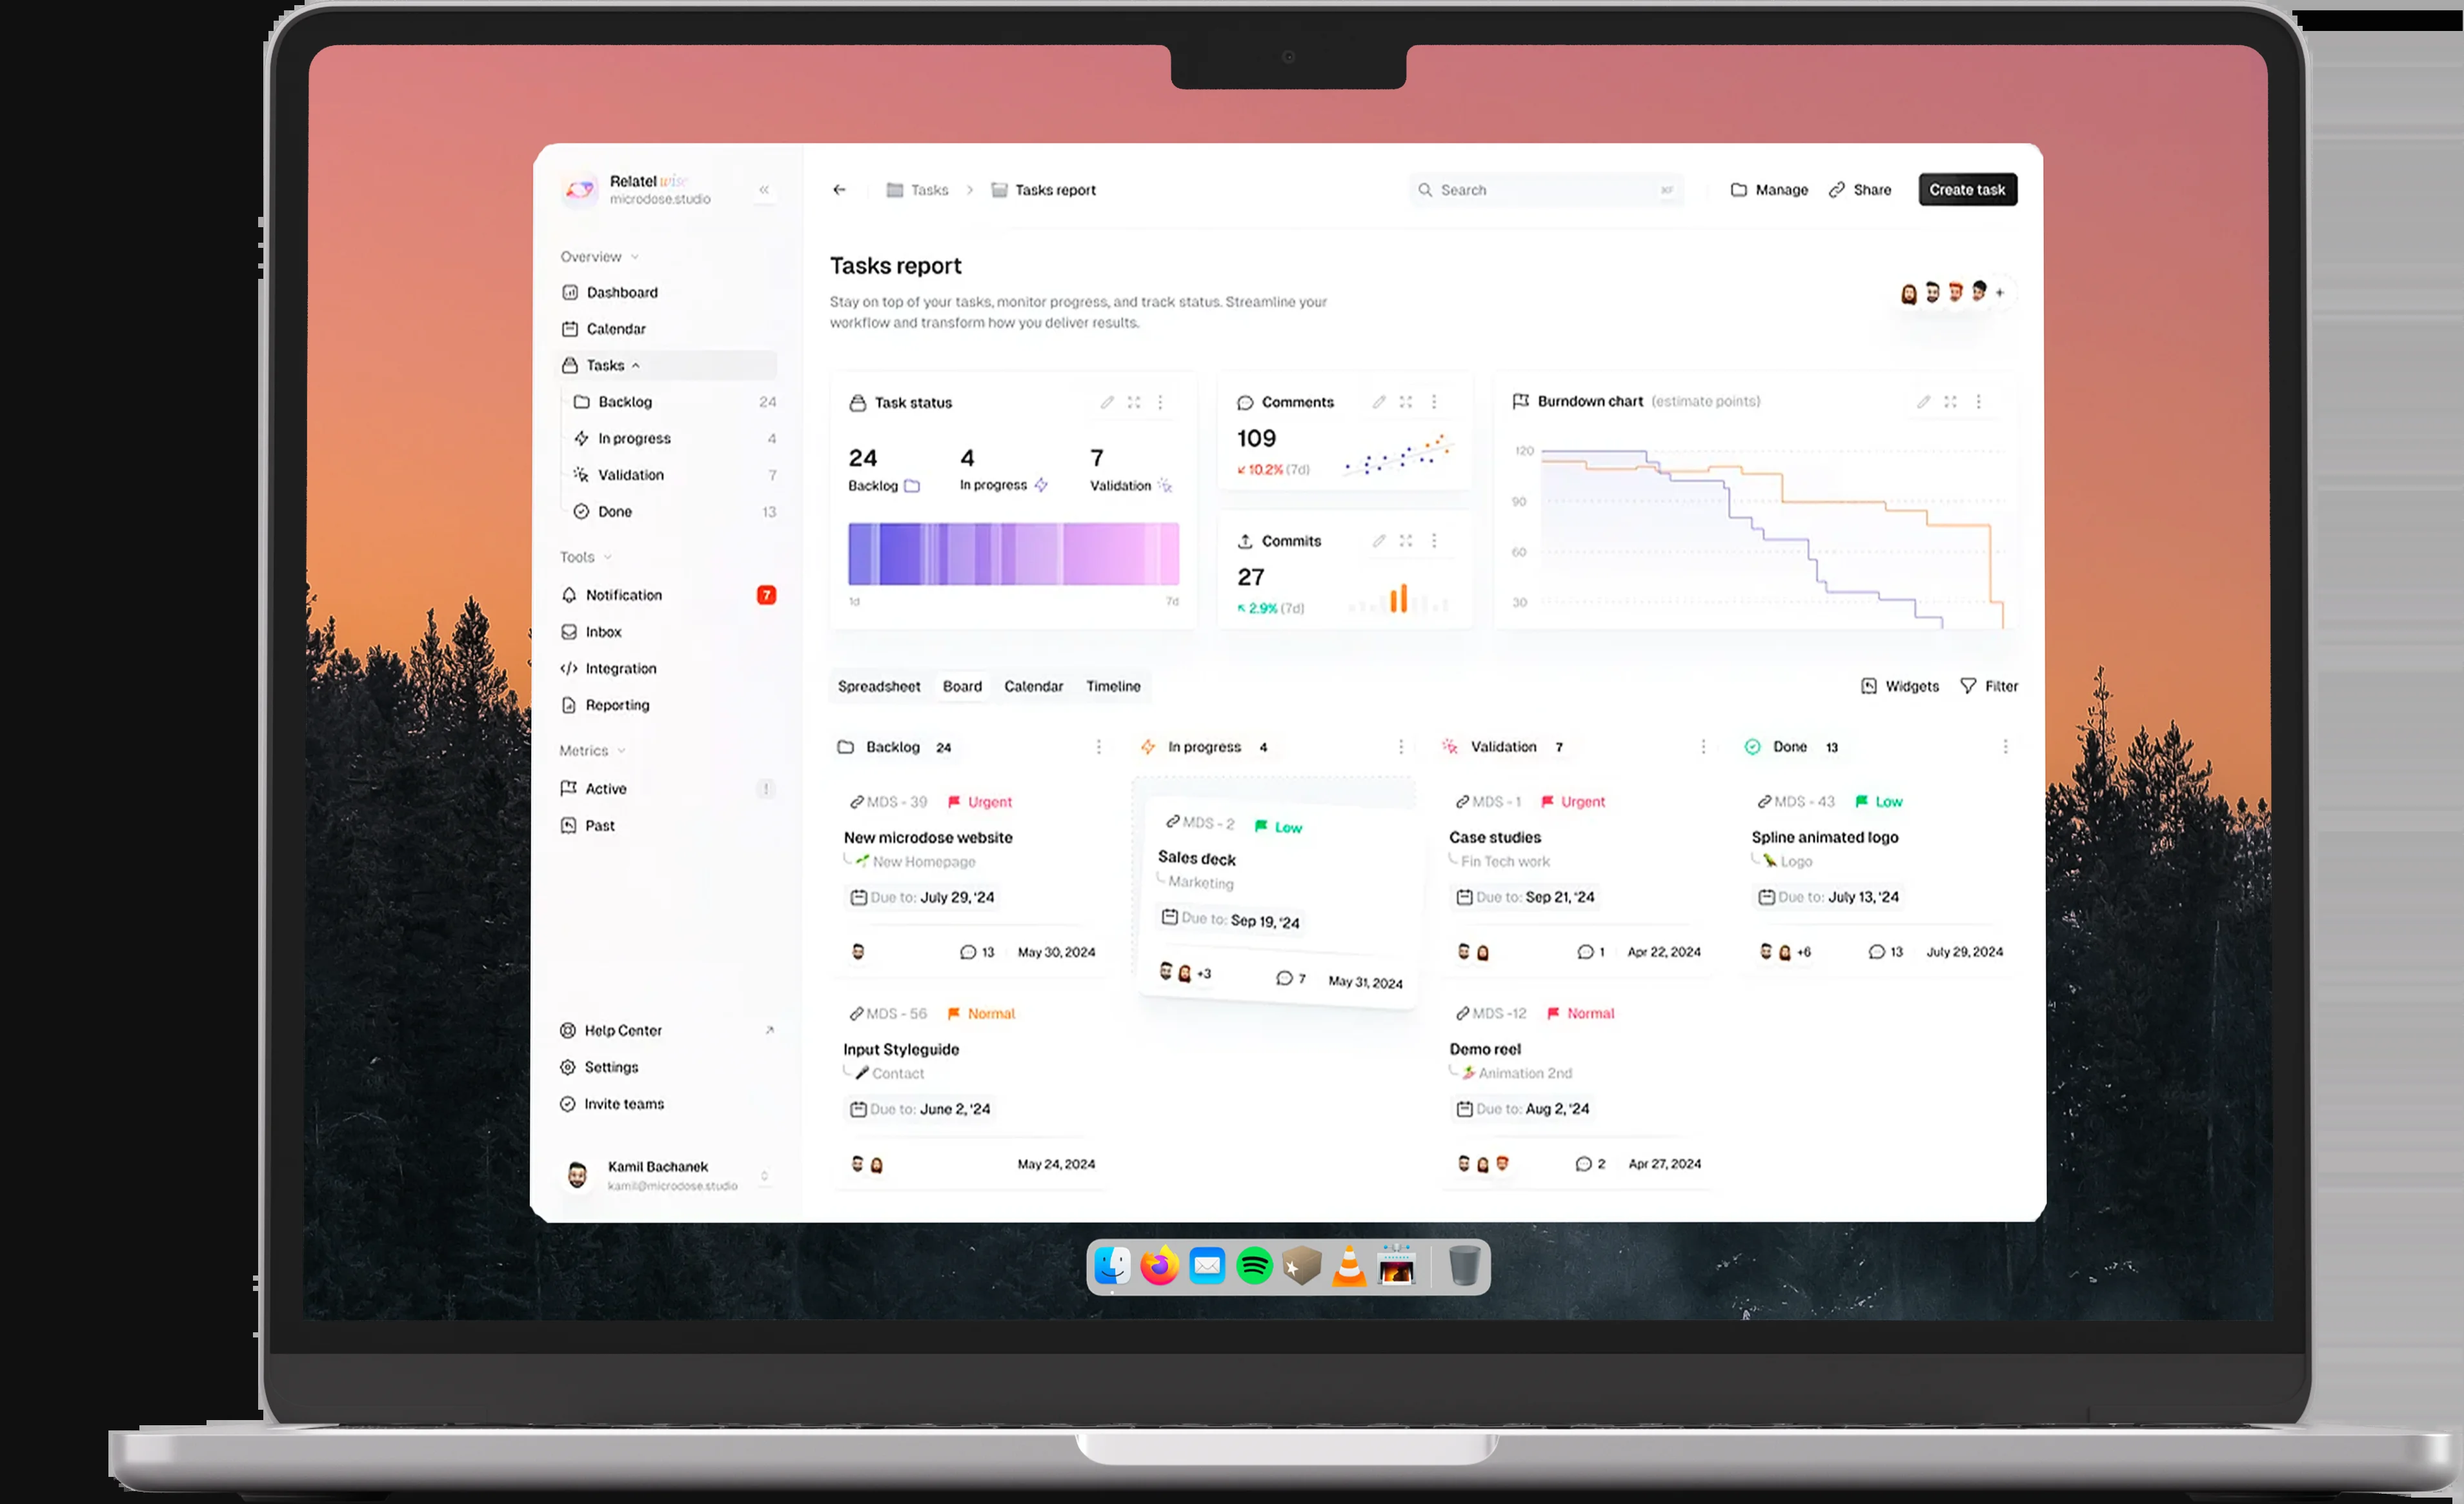 Relatel wise
microdose.studio
Overview
Dashboard
Calendar
Tasks
Backlog 24
In progress 4
Validation 7
Done 13
Tools
Notification 7
Inbox
Integration
Reporting
Metrics
Active !
Past
Help Center
Settings
Invite teams
Kamil Bachanek
kamil@microdose.studio
Tasks Tasks report
Search
Manage Share Create task
Tasks report
Stay on top of your tasks, monitor progress, and track status. Streamline your
workflow and transform how you deliver results.
+
Task status
24 4 7
Backlog In progress Validation
1d 7d
Comments
109
10.2% (7d)
Commits
27
2.9% (7d)
Burndown chart (estimate points)
120
90
60
30
Spreadsheet Board Calendar Timeline
Widgets Filter
Backlog 24
MDS - 39 Urgent
New microdose website
New Homepage
Due to: July 29, ‘24
13 May 30, 2024
MDS - 56 Normal
Input Styleguide
Contact
Due to: June 2, ‘24
May 24, 2024
In progress 4
MDS - 2 Low
Sales deck
Marketing
Due to: Sep 19, ‘24
+3 7 May 31, 2024
Validation 7
MDS - 1 Urgent
Case studies
Fin Tech work
Due to: Sep 21, ‘24
1 Apr 22, 2024
MDS -12 Normal
Demo reel
Animation 2nd
Due to: Aug 2, ‘24
2 Apr 27, 2024
Done 13
MDS - 43 Low
Spline animated logo
Logo
Due to: July 13, ‘24
+6 13 July 29, 2024